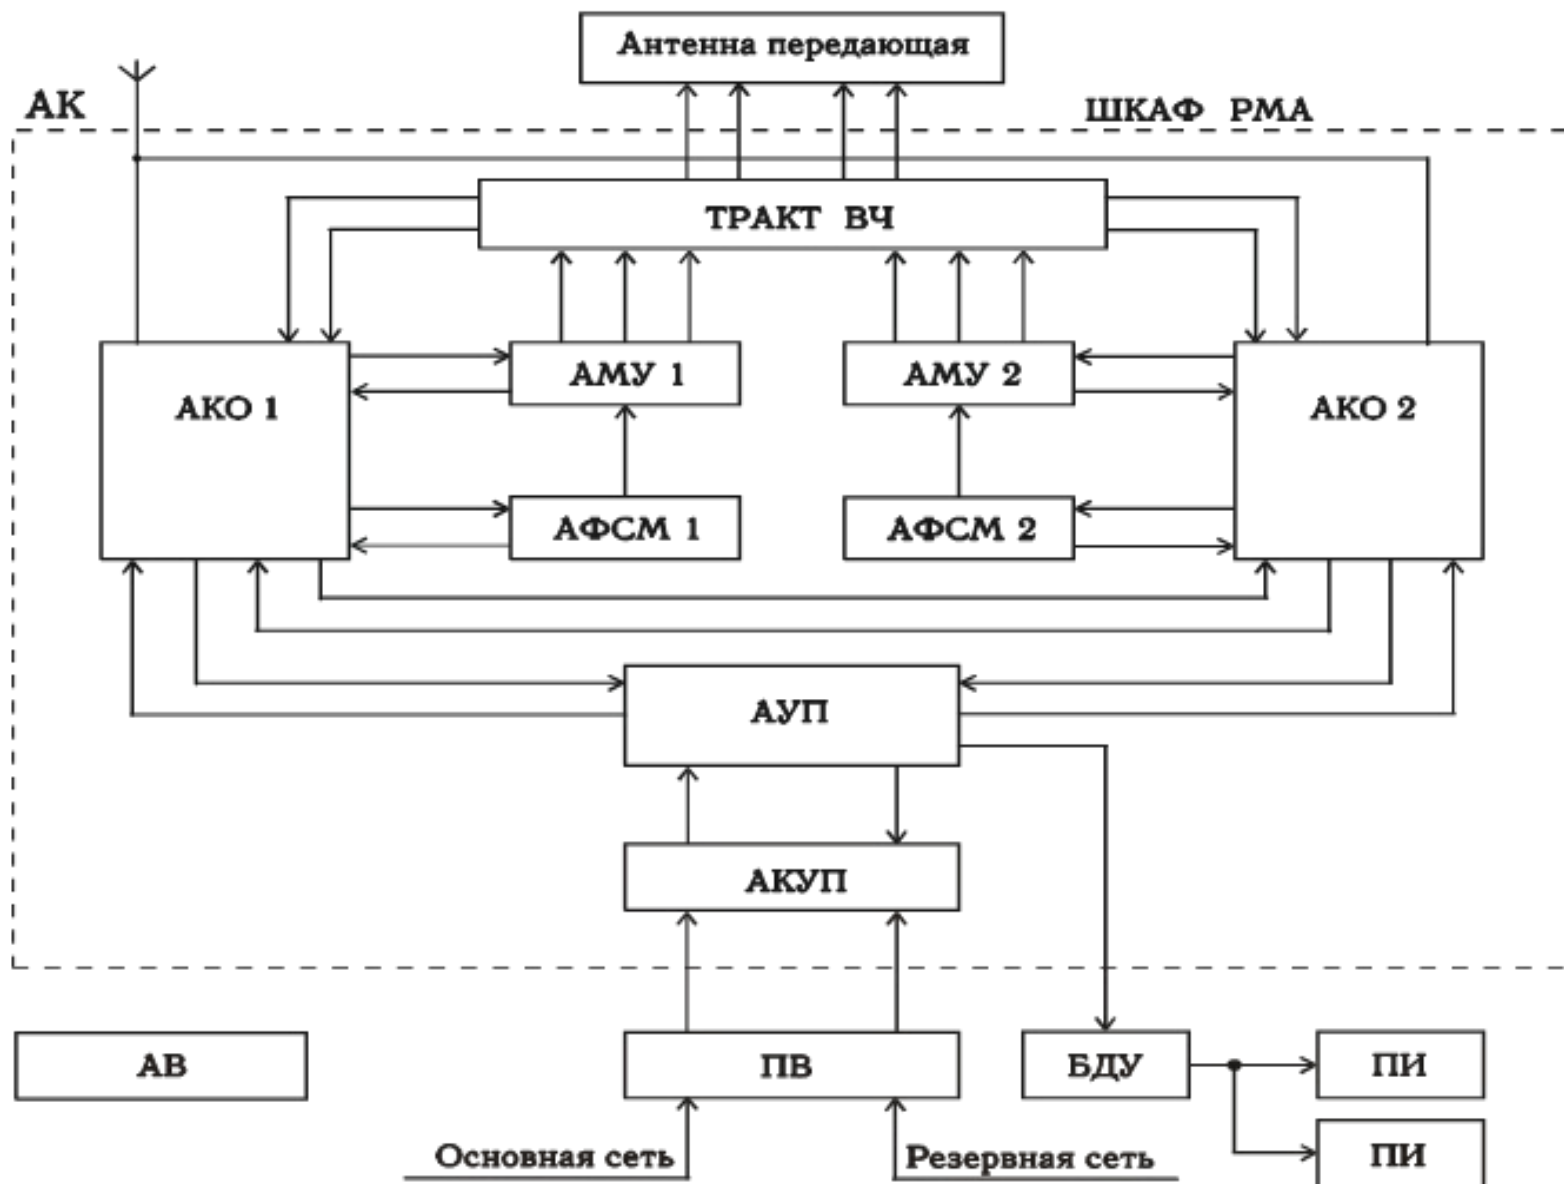 Антенна передающая
АК
ШКАФ РМА
ТРАКТ ВЧ
АКО 1
АМУ 1
АМУ 2
АКО 2
АФСМ 1
АФСМ 2
АУП
АКУП
АВ
ПВ
БДУ
ПИ
Основная сеть
Резервная сеть
ПИ